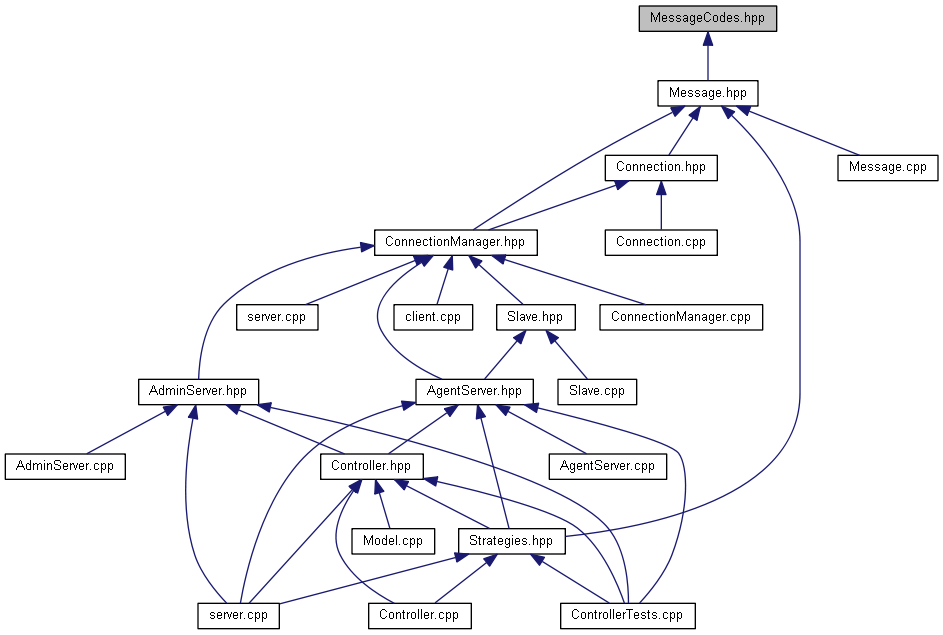 MessageCodes.hpp
Message.hpp
Connection.hpp
Message.cpp
ConnectionManager.hpp
Connection.cpp
server.cpp
client.cpp
Slave.hpp
ConnectionManager.cpp
AdminServer.hpp
AgentServer.hpp
Slave.cpp
AdminServer.cpp
Controller.hpp
AgentServer.cpp
Model.cpp
Strategies.hpp
server.cpp
Controller.cpp
ControllerTests.cpp